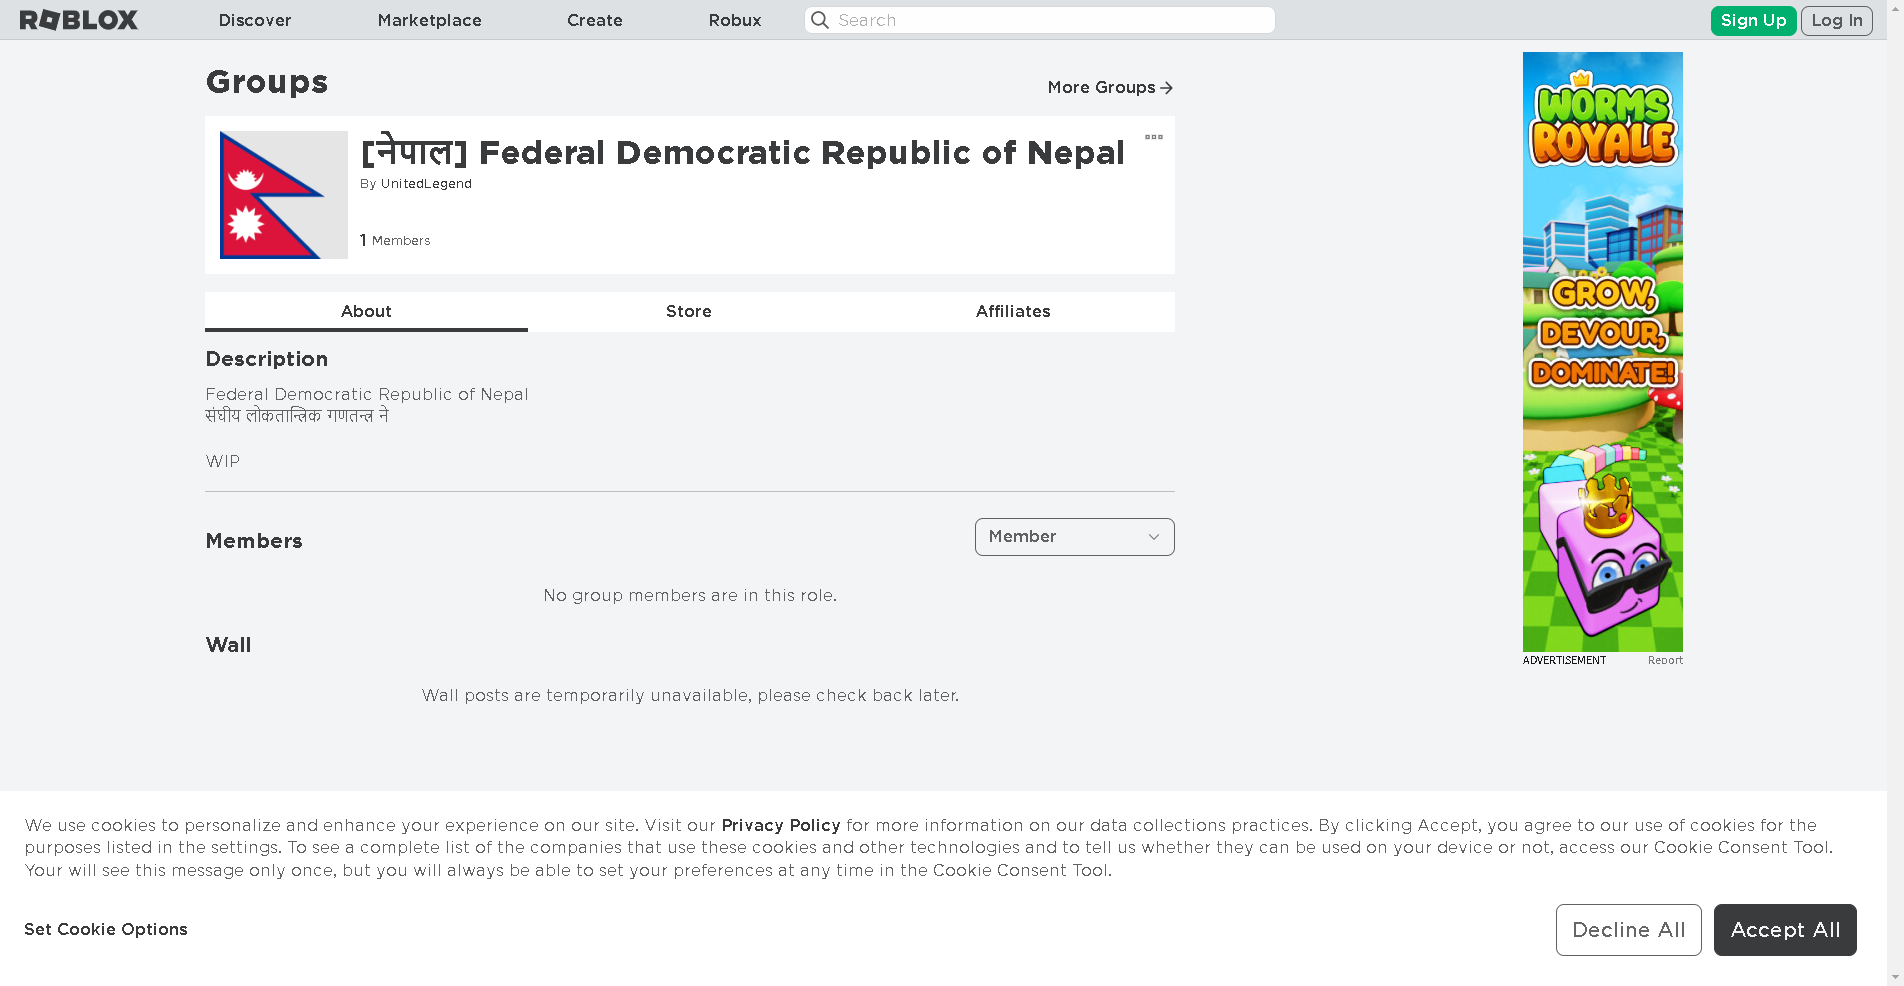 ROBLOX
Discover
Marketplace
Create
Robux
Search
Sign Up
Log In
Groups
More Groups
[नेपाल] Federal Democratic Republic of Nepal
By UnitedLegend
1 Members
About
Store
Affiliates
Description
Federal Democratic Republic of Nepal
संघीय लोकतान्त्रिक गणतन्त्र ने
WIP
Members
Member
No group members are in this role.
Wall
Wall posts are temporarily unavailable, please check back later.
WORMS
ROYALE
GROW,
DEVOUR,
DOMINATE!
ADVERTISEMENT
Report
We use cookies to personalize and enhance your experience on our site. Visit our Privacy Policy for more information on our data collections practices. By clicking Accept, you agree to our use of cookies for the
purposes listed in the settings. To see a complete list of the companies that use these cookies and other technologies and to tell us whether they can be used on your device or not, access our Cookie Consent Tool.
Your will see this message only once, but you will always be able to set your preferences at any time in the Cookie Consent Tool.
Set Cookie Options
Decline All
Accept All